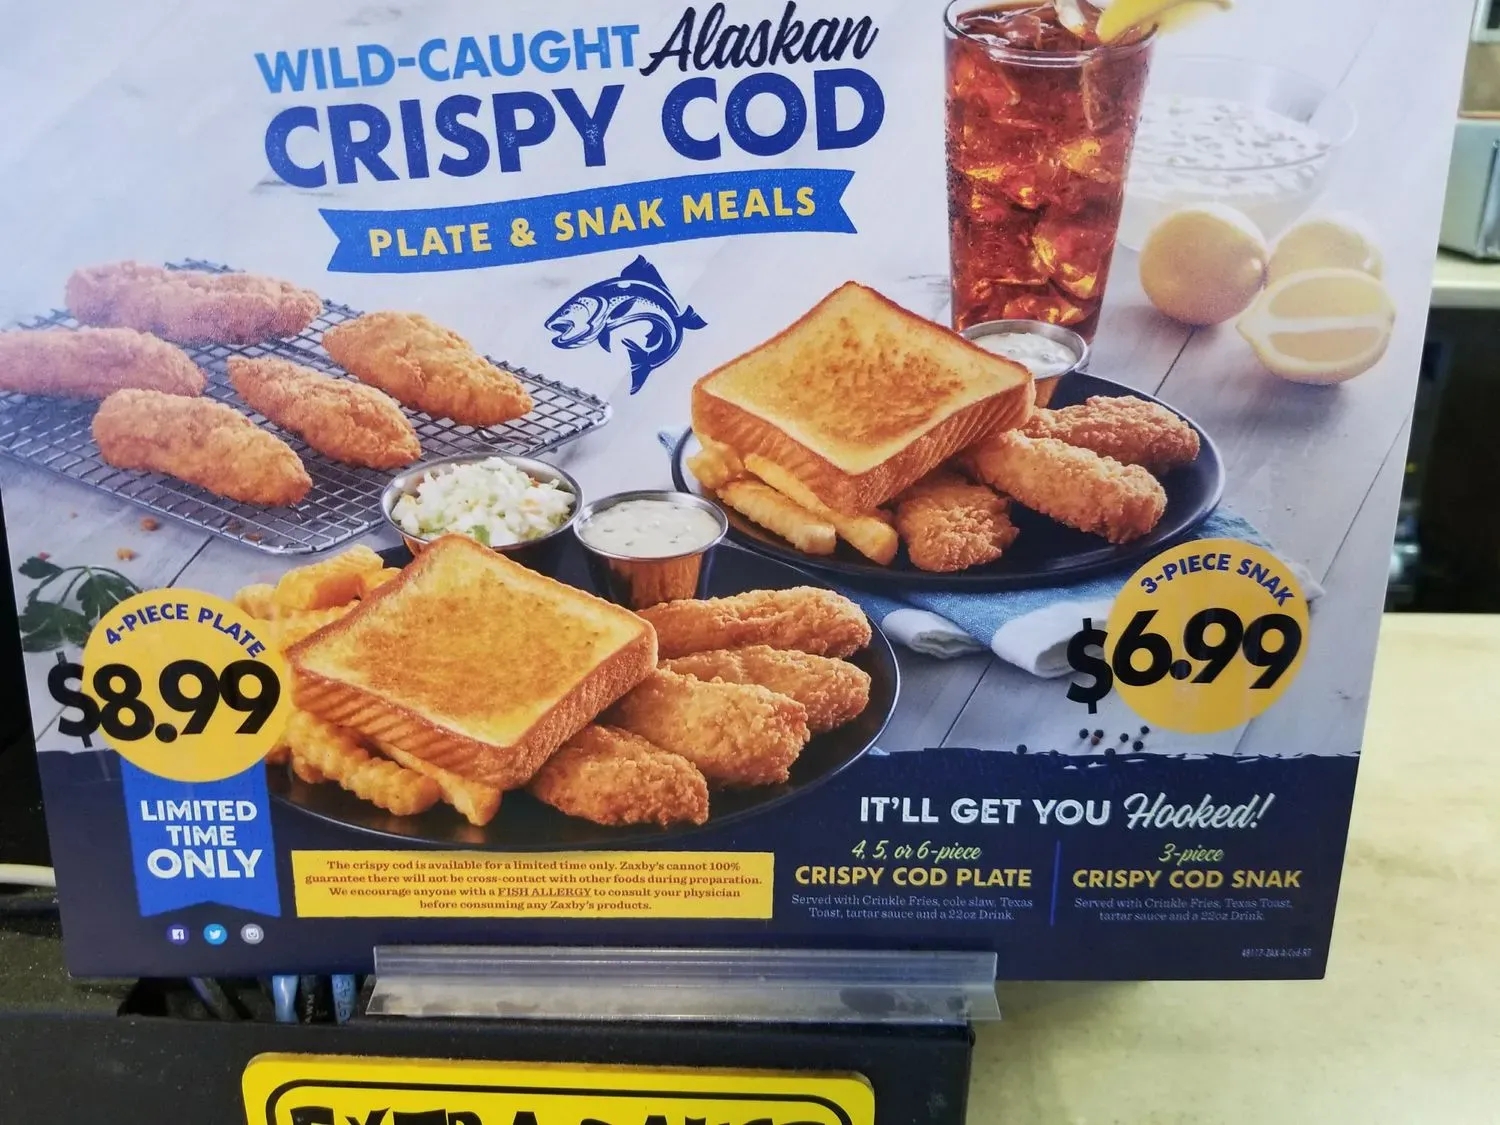 WILD-CAUGHT Alaskan
CRISPY COD
PLATE & SNAK MEALS
4-PIECE PLATE
$8.99
3-PIECE SNAK
$6.99
LIMITED
TIME
ONLY
The crispy cod is available for a limited time only. Zaxby's cannot 100%
guarantee there will not be cross-contact with other foods during preparation.
We encourage anyone with a FISH ALLERGY to consult your physician
before consuming any Zaxby's products.
IT'LL GET YOU Hooked!
4, 5, or 6-piece
CRISPY COD PLATE
Served with Crinkle Fries, cole slaw, Texas
Toast, tartar sauce and a 22oz Drink.
3-piece
CRISPY COD SNAK
Served with Crinkle Fries, Texas Toast,
tartar sauce and a 22oz Drink.
EXTRA